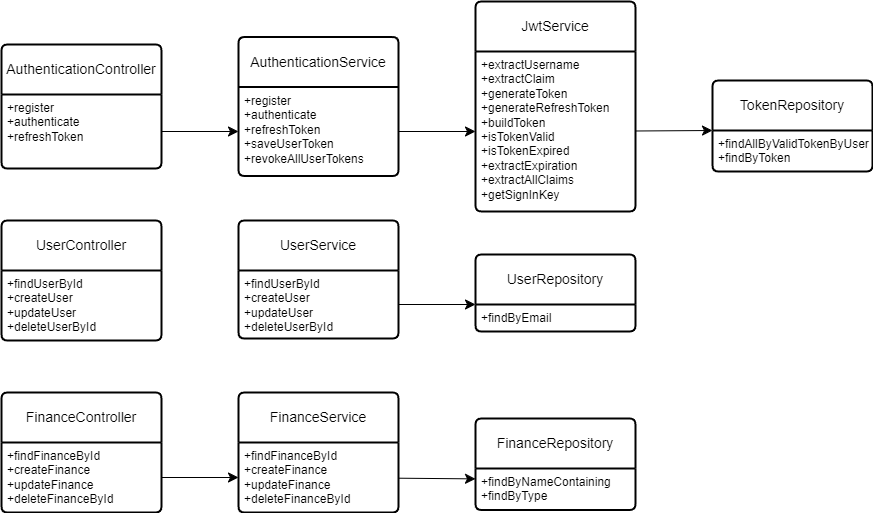 AuthenticationController
+register
+authenticate
+refreshToken
AuthenticationService
+register
+authenticate
+refreshToken
+saveUserToken
+revokeAllUserTokens
JwtService
+extractUsername
+extractClaim
+generateToken
+generateRefreshToken
+buildToken
+isTokenValid
+isTokenExpired
+extractExpiration
+extractAllClaims
+getSignInKey
TokenRepository
+findAllByValidTokenByUser
+findByToken
UserController
+findUserById
+createUser
+updateUser
+deleteUserById
UserService
+findUserById
+createUser
+updateUser
+deleteUserById
UserRepository
+findByEmail
FinanceController
+findFinanceById
+createFinance
+updateFinance
+deleteFinanceById
FinanceService
+findFinanceById
+createFinance
+updateFinance
+deleteFinanceById
FinanceRepository
+findByNameContaining
+findByType